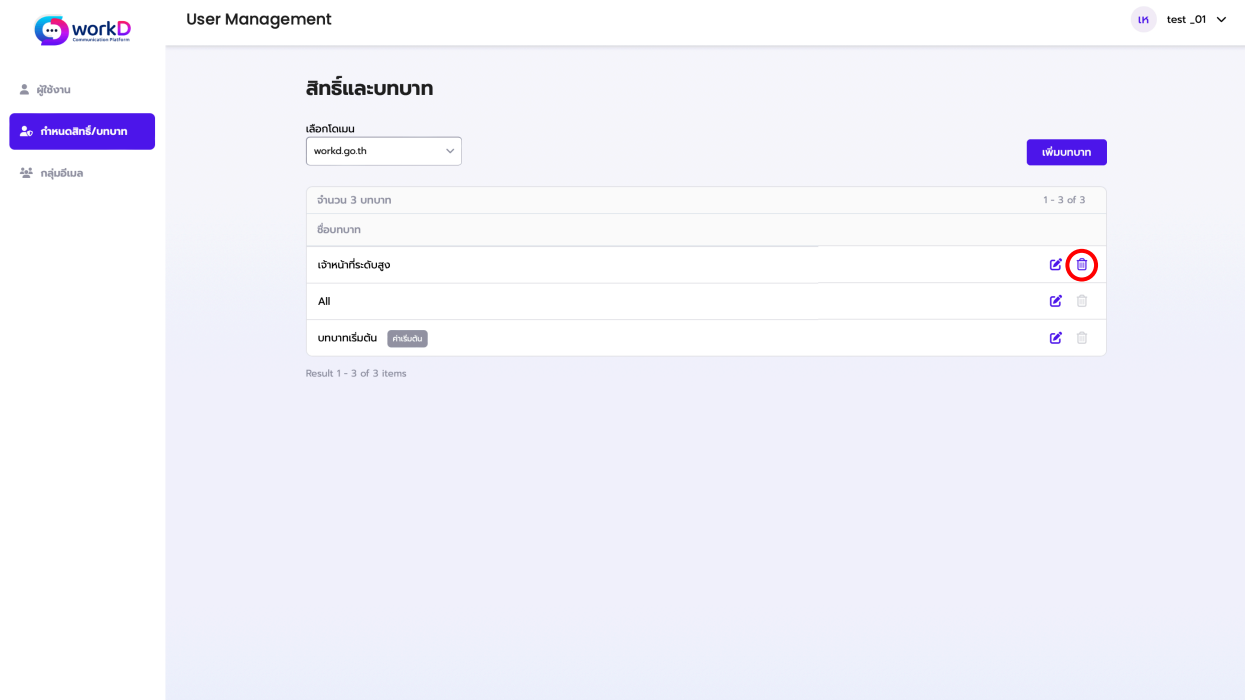 workD
Communication Platform
User Management
เห
test _01
ผู้ใช้งาน
กำหนดสิทธิ์/บทบาท
กลุ่มอีเมล
สิทธิ์และบทบาท
เลือกโดเมน
workd.go.th
เพิ่มบทบาท
จำนวน 3 บทบาท
1 - 3 of 3
ชื่อบทบาท
เจ้าหน้าที่ระดับสูง
All
บทบาทเริ่มต้น
ค่าเริ่มต้น
Result 1 - 3 of 3 items